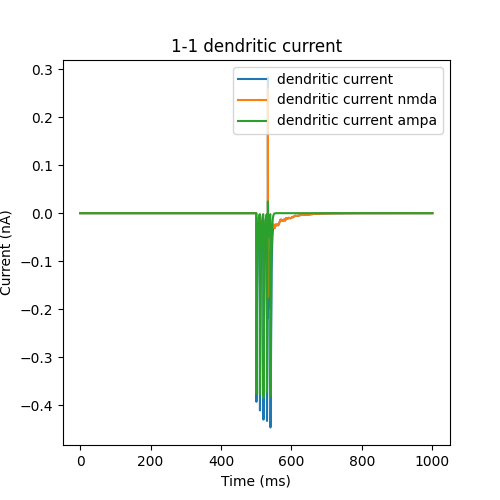 1-1 dendritic current
dendritic current
dendritic current nmda
dendritic current ampa
0.3
0.2
0.1
0.0
−0.1
−0.2
−0.3
−0.4
Current (nA)
0 200 400 600 800 1000
Time (ms)